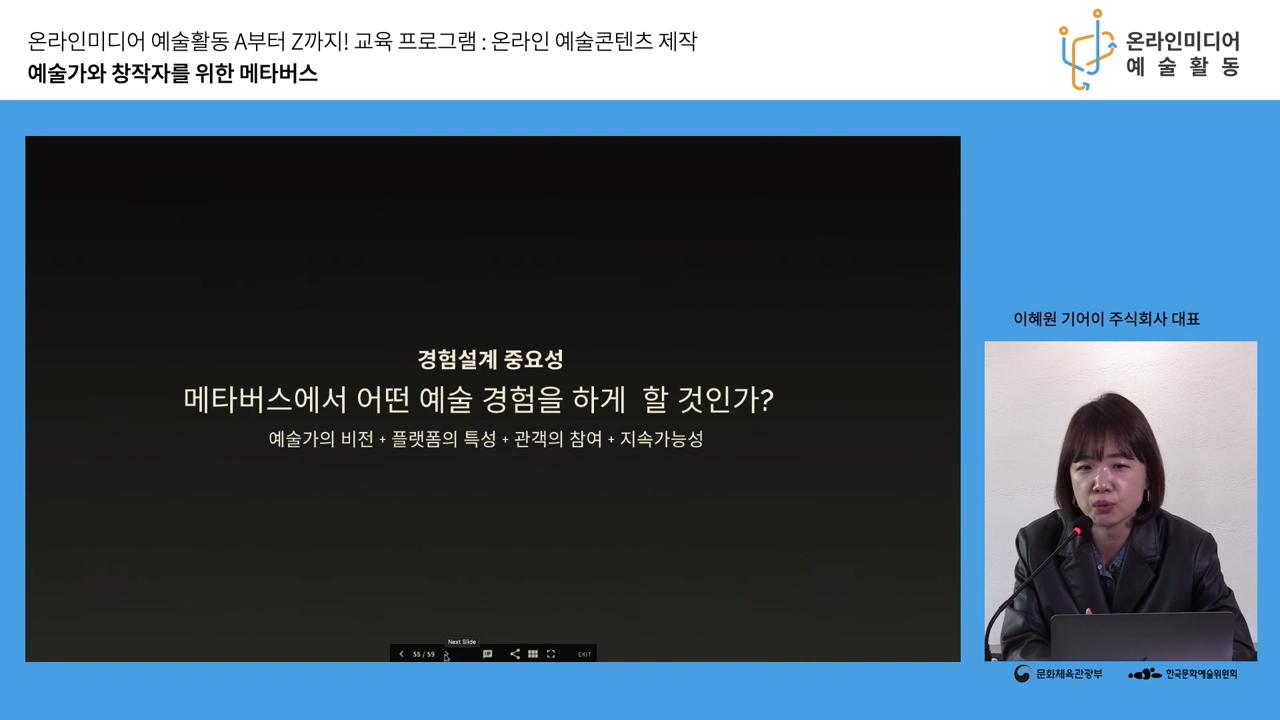 온라인미디어 예술활동 A부터 Z까지! 교육 프로그램 : 온라인 예술콘텐츠 제작
예술가와 창작자를 위한 메타버스
온라인미디어
예술활동
경험설계 중요성
메타버스에서 어떤 예술 경험을 하게 할 것인가?
예술가의 비전 + 플랫폼의 특성 + 관객의 참여 + 지속가능성
이혜원 기어이 주식회사 대표
Next Slide
55 / 59
EXIT
문화체육관광부
한국문화예술위원회